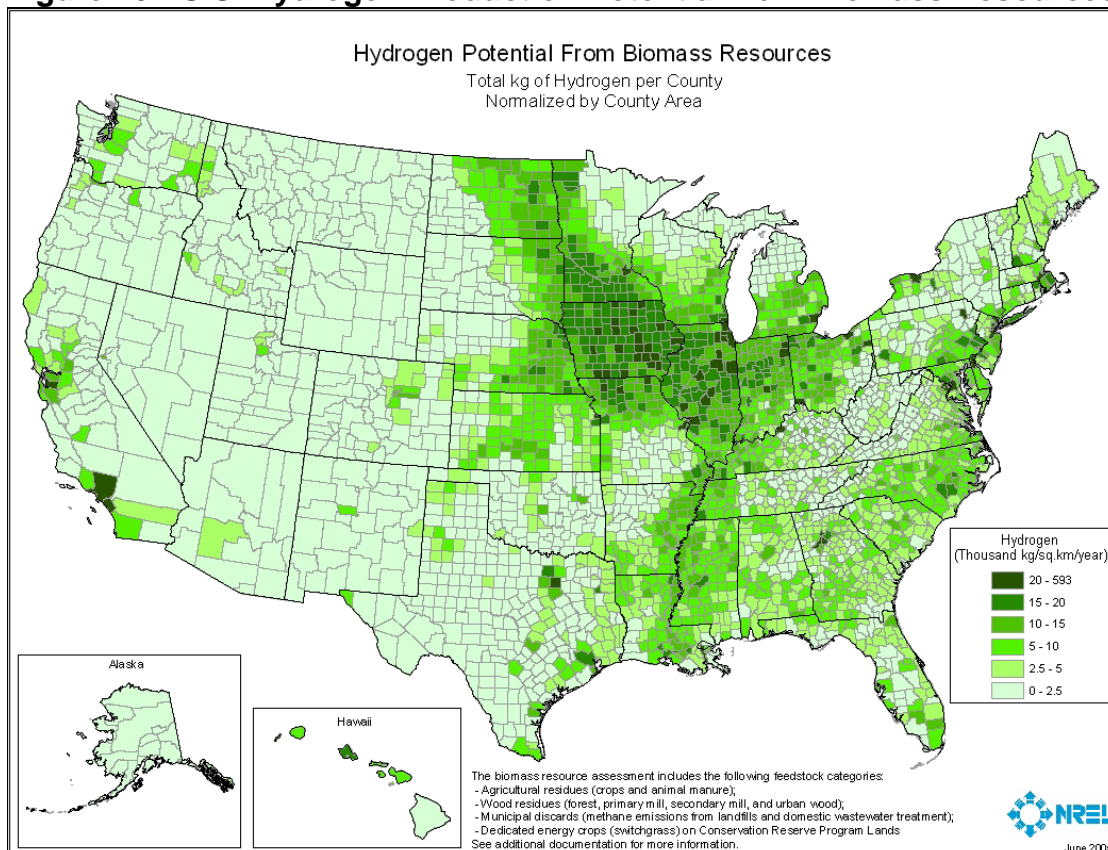 Hydrogen Potential From Biomass Resources
Total kg of Hydrogen per County
Normalized by County Area
Hydrogen
(Thousand kg/sq.km/year)
20 - 593
15 - 20
10 - 15
5 - 10
2.5 - 5
0 - 2.5
Alaska
Hawaii
The biomass resource assessment includes the following feedstock categories:
- Agricultural residues (crops and animal manure);
- Wood residues (forest, primary mill, secondary mill, and urban wood);
- Municipal discards (methane emissions from landfills and domestic wastewater treatment);
- Dedicated energy crops (switchgrass) on Conservation Reserve Program Lands
See additional documentation for more information.
NREL
June